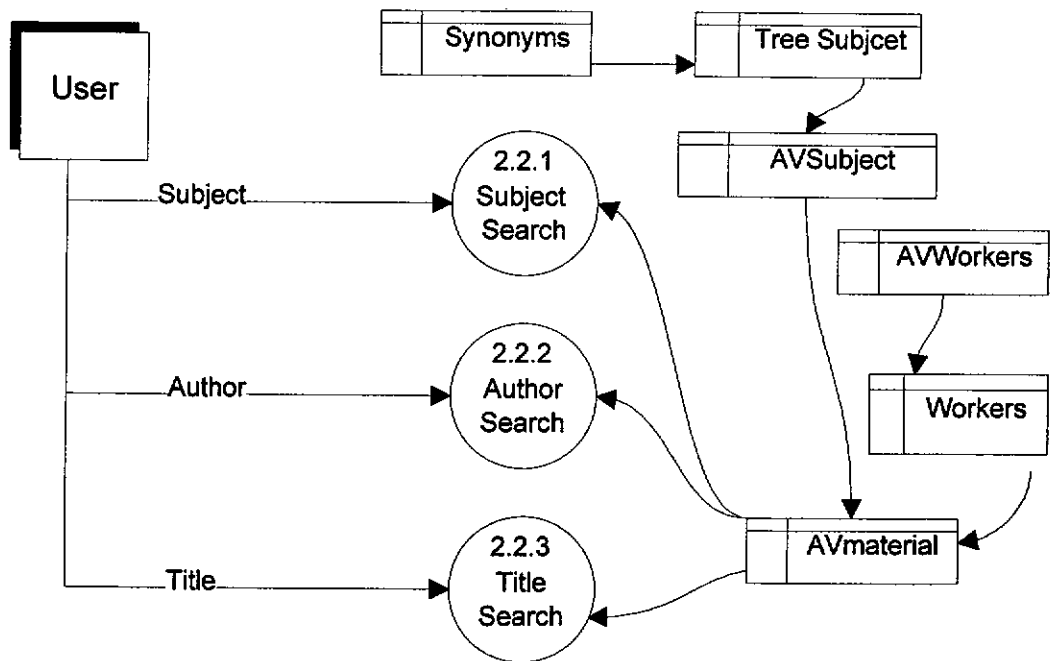 Synonyms
Tree Subjcet
User
AVSubject
2.2.1
Subject
Search
Subject
AVWorkers
2.2.2
Author
Search
Author
Workers
AVmaterial
2.2.3
Title
Search
Title